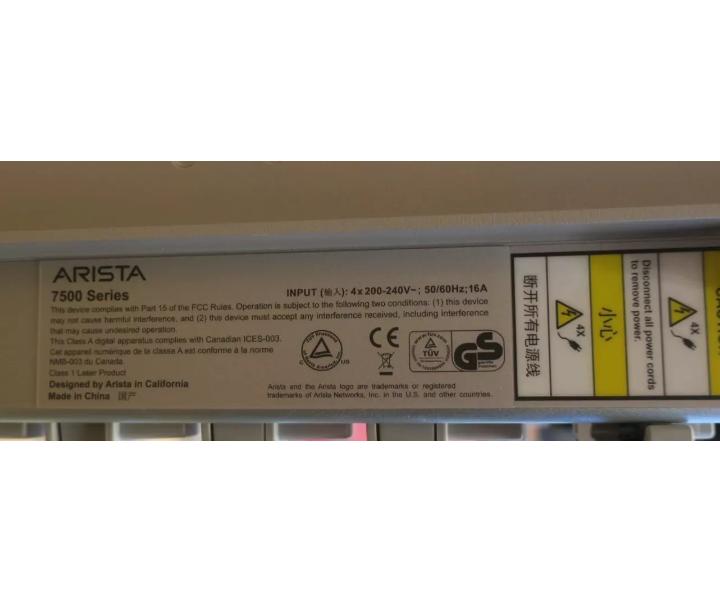 ARISTA
7500 Series
INPUT (输入): 4x200-240V~; 50/60Hz;16A
This device complies with Part 15 of the FCC Rules. Operation is subject to the following two conditions: (1) this device
may not cause harmful interference, and (2) this device must accept any interference received, including interference
that may cause undesired operation.
This Class A digital apparatus complies with Canadian ICES-003.
Cet appareil numérique de la classe A est conforme à la norme
NMB-003 du Canada.
Class 1 Laser Product
Designed by Arista in California
Made in China 国产
CE
TÜV
GS
Arista and the Arista logo are trademarks or registered
trademarks of Arista Networks, Inc. in the U.S. and other countries.
断开所有电源线
4X
小心
Disconnect all power cords
to remove power.
4X